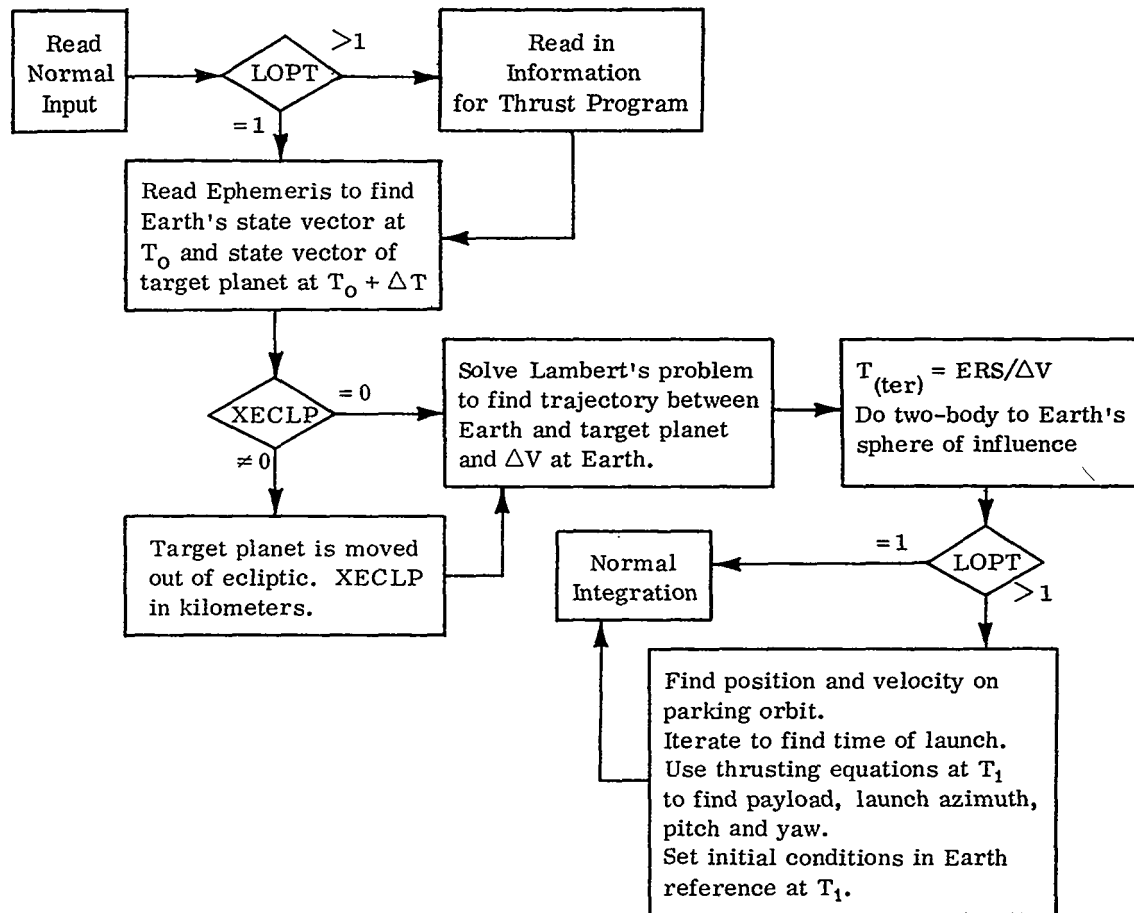 Read
Normal
Input
LOPT
>1
=1
Read in
Information
for Thrust Program
Read Ephemeris to find
Earth's state vector at
T₀ and state vector of
target planet at T₀ + △T
XECLP
= 0
≠ 0
Target planet is moved
out of ecliptic. XECLP
in kilometers.
Solve Lambert's problem
to find trajectory between
Earth and target planet
and △V at Earth.
T(ter) = ERS/△V
Do two-body to Earth's
sphere of influence
LOPT
=1
>1
Normal
Integration
Find position and velocity on
parking orbit.
Iterate to find time of launch.
Use thrusting equations at T₁
to find payload, launch azimuth,
pitch and yaw.
Set initial conditions in Earth
reference at T₁.